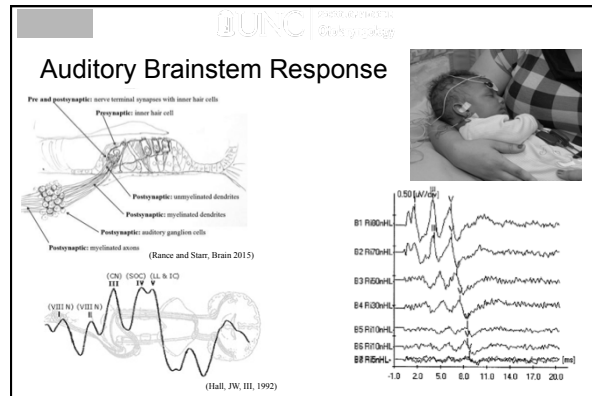 UNC
Auditory Brainstem Response
Pre and postsynaptic: nerve terminal synapses with inner hair cells
Presynaptic: inner hair cell
Postsynaptic: unmyelinated dendrites
Postsynaptic: myelinated dendrites
Postsynaptic: auditory ganglion cells
Postsynaptic: myelinated axons
(Rance and Starr, Brain 2015)
(CN) (SOC) (LL & IC)
III IV V
(VIII N) (VIII N)
I II
(Hall, JW, III, 1992)
0.50 [uV/div]
III V
B1 Ri80nHL
B2 Ri70nHL
B3 Ri50nHL
B4 Ri30nHL
B5 Ri10nHL
B6 Ri10nHL
-1.0 2.0 5.0 8.0 11.0 14.0 17.0 20.0 [ms]